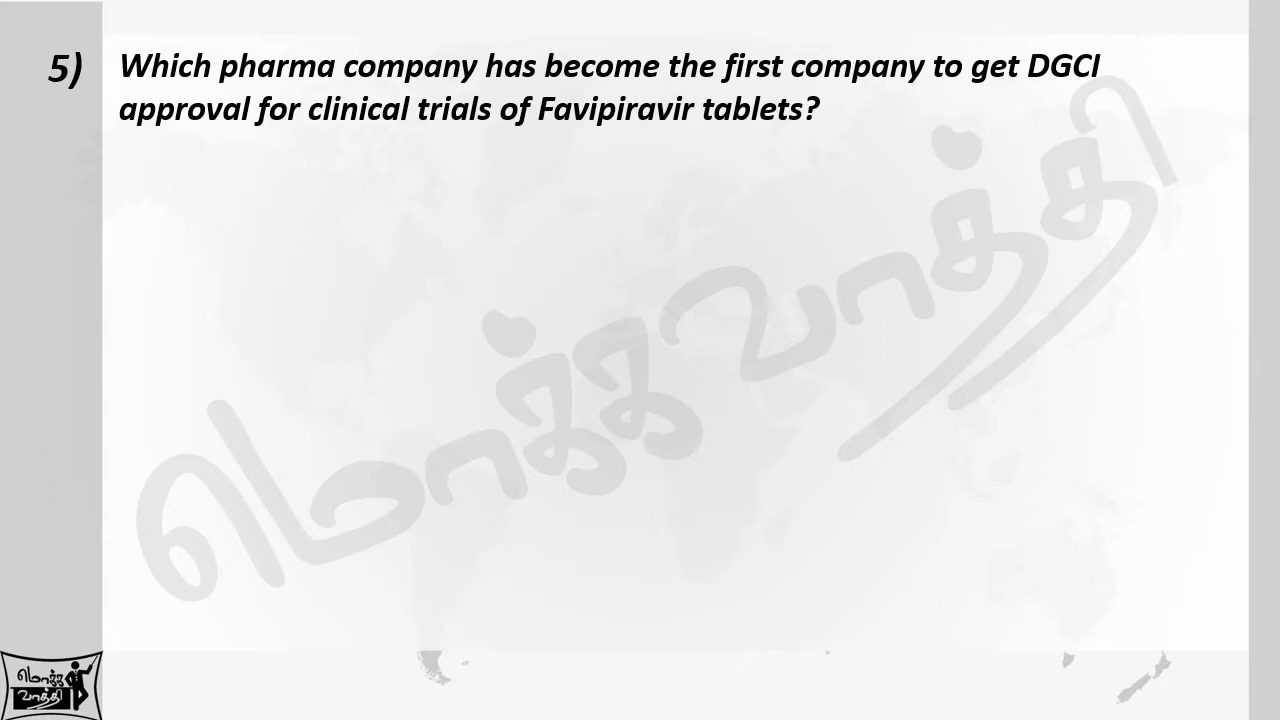 5) Which pharma company has become the first company to get DGCI
approval for clinical trials of Favipiravir tablets?
மொக்க வாத்தி
மொக்க
வாத்தி